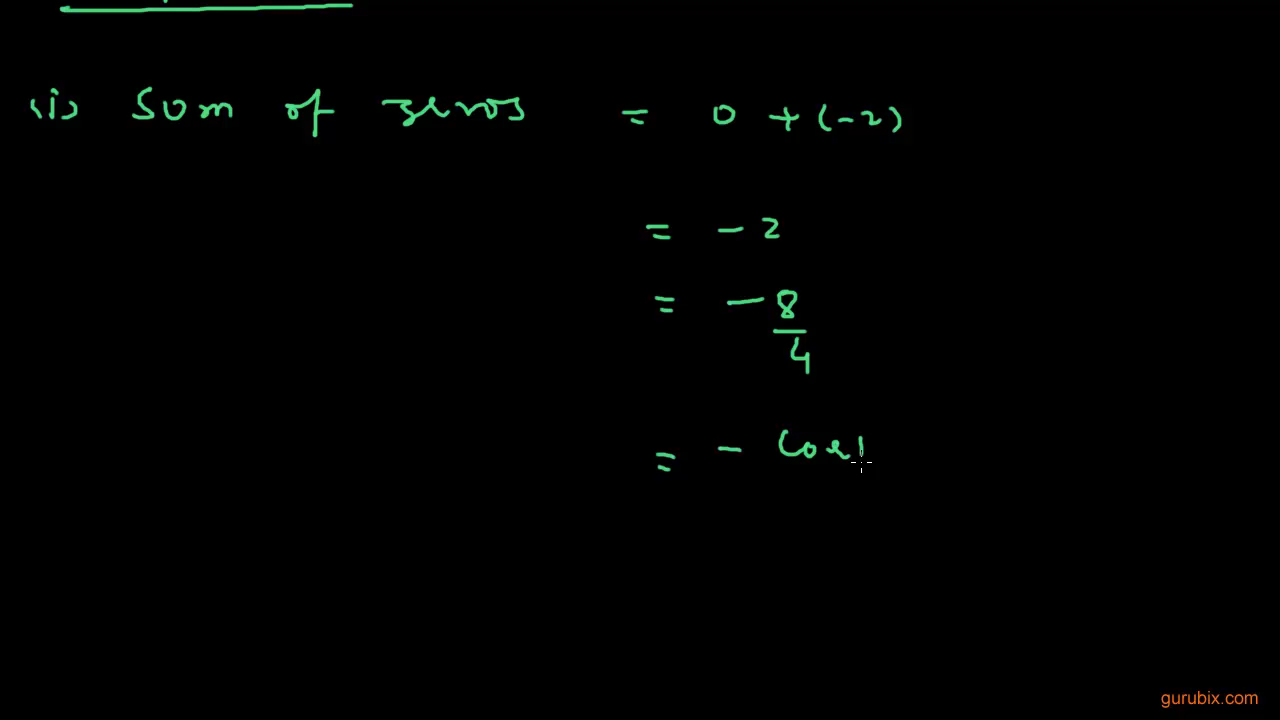 (i) Sum of zeros = 0 + (-2)
= - 2
= - 8/4
= - Coef
gurubix.com